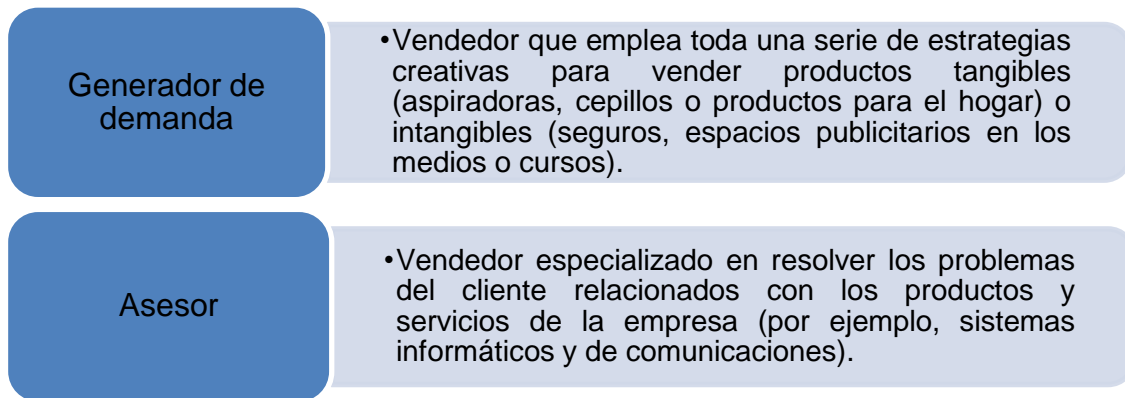 Generador de
demanda
•Vendedor que emplea toda una serie de estrategias
creativas para vender productos tangibles
(aspiradoras, cepillos o productos para el hogar) o
intangibles (seguros, espacios publicitarios en los
medios o cursos).
Asesor
•Vendedor especializado en resolver los problemas
del cliente relacionados con los productos y
servicios de la empresa (por ejemplo, sistemas
informáticos y de comunicaciones).